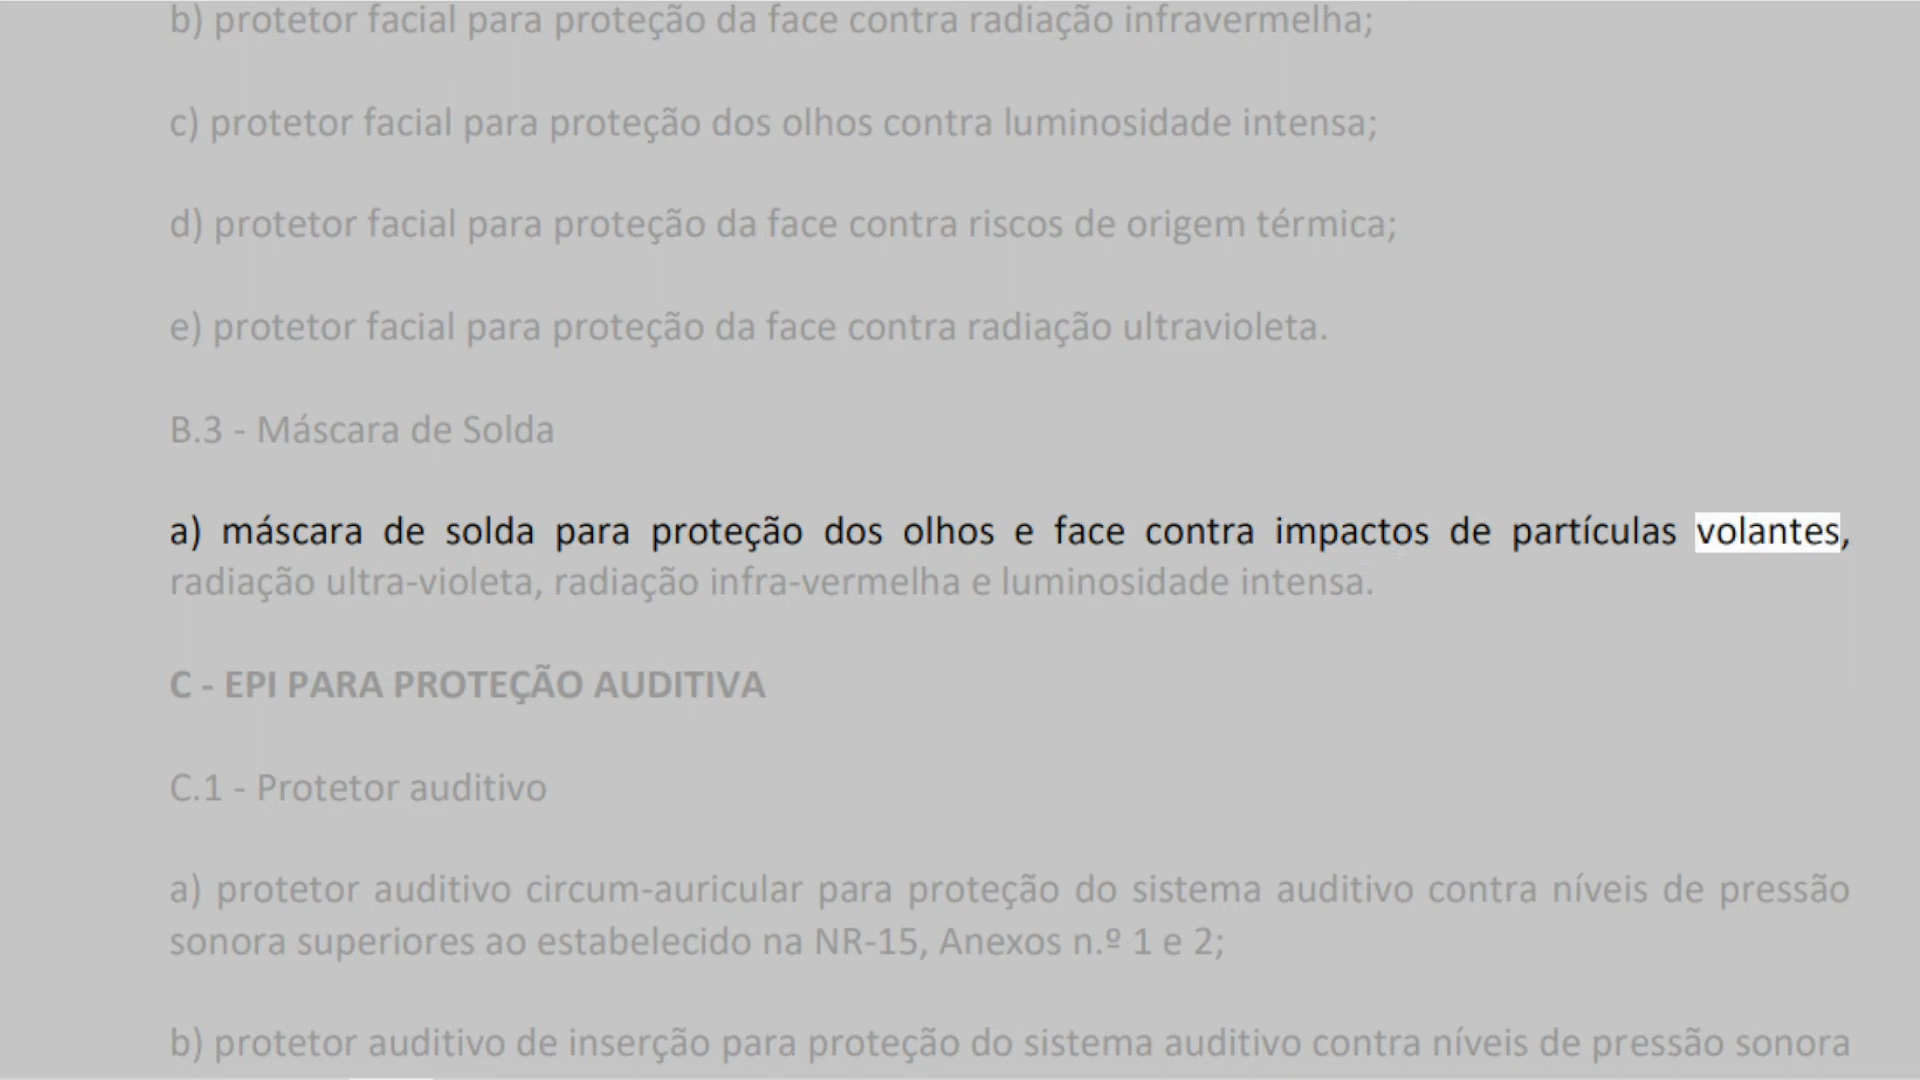 b) protetor facial para proteção da face contra radiação infravermelha;
c) protetor facial para proteção dos olhos contra luminosidade intensa;
d) protetor facial para proteção da face contra riscos de origem térmica;
e) protetor facial para proteção da face contra radiação ultravioleta.
B.3 - Máscara de Solda
a) máscara de solda para proteção dos olhos e face contra impactos de partículas volantes,
radiação ultra-violeta, radiação infra-vermelha e luminosidade intensa.
C - EPI PARA PROTEÇÃO AUDITIVA
C.1 - Protetor auditivo
a) protetor auditivo circum-auricular para proteção do sistema auditivo contra níveis de pressão
sonora superiores ao estabelecido na NR-15, Anexos n.º 1 e 2;
b) protetor auditivo de inserção para proteção do sistema auditivo contra níveis de pressão sonora